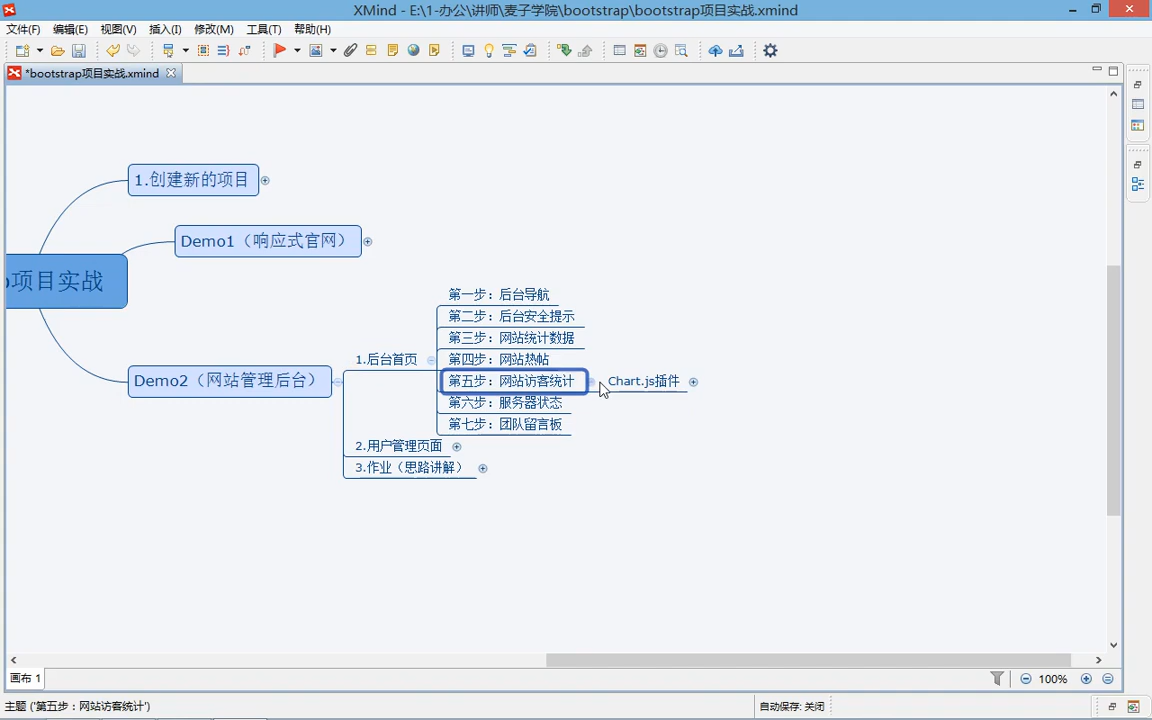 XMind - E:\1-办公\讲师\麦子学院\bootstrap\bootstrap项目实战.xmind
文件(F) 编辑(E) 视图(V) 插入(I) 修改(M) 工具(T) 帮助(H)
*bootstrap项目实战.xmind
1.创建新的项目
Demo1（响应式官网）
项目实战
Demo2（网站管理后台）
1.后台首页
第一步：后台导航
第二步：后台安全提示
第三步：网站统计数据
第四步：网站热帖
第五步：网站访客统计
Chart.js插件
第六步：服务器状态
第七步：团队留言板
2.用户管理页面
3.作业（思路讲解）
画布 1
100%
主题 ('第五步：网站访客统计')
自动保存: 关闭